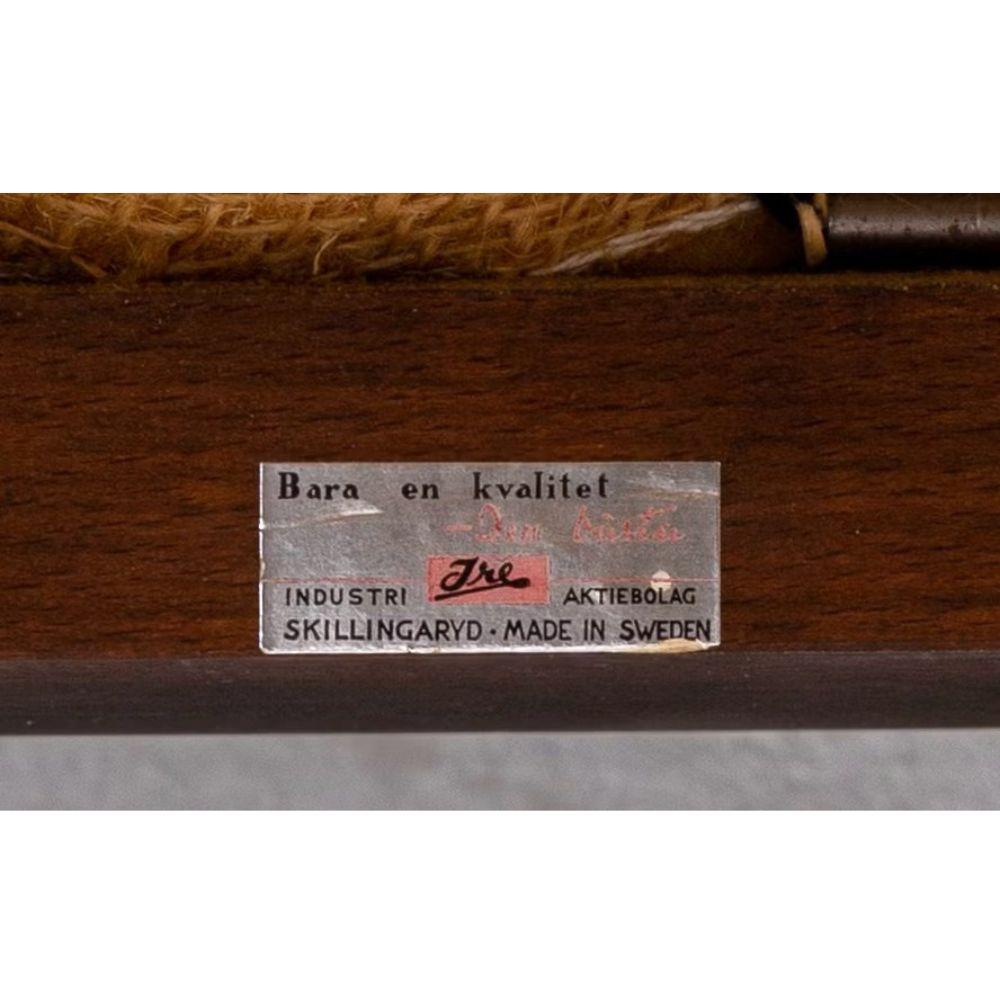 Bara en kvalitet
-Den bästa
Ire
INDUSTRI AKTIEBOLAG
SKILLINGARYD · MADE IN SWEDEN